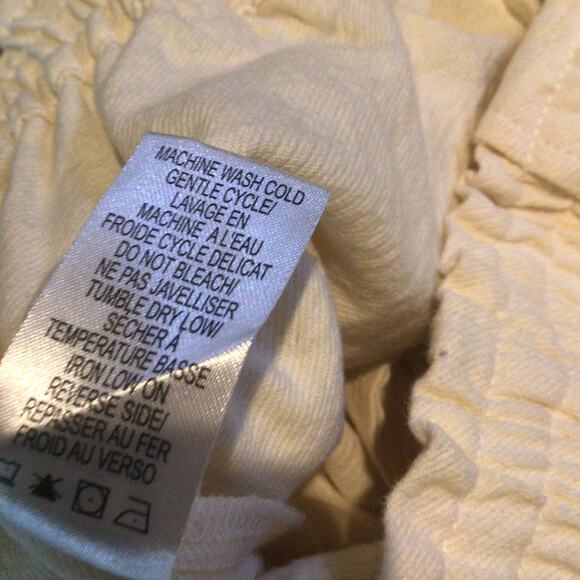 MACHINE WASH COLD
GENTLE CYCLE/
LAVAGE EN
MACHINE A L'EAU
FROIDE CYCLE DELICAT
DO NOT BLEACH/
NE PAS JAVELLISER
TUMBLE DRY LOW/
SECHER À
TEMPERATURE BASSE
IRON LOW ON
REVERSE SIDE/
REPASSER AU FER
FROID AU VERSO